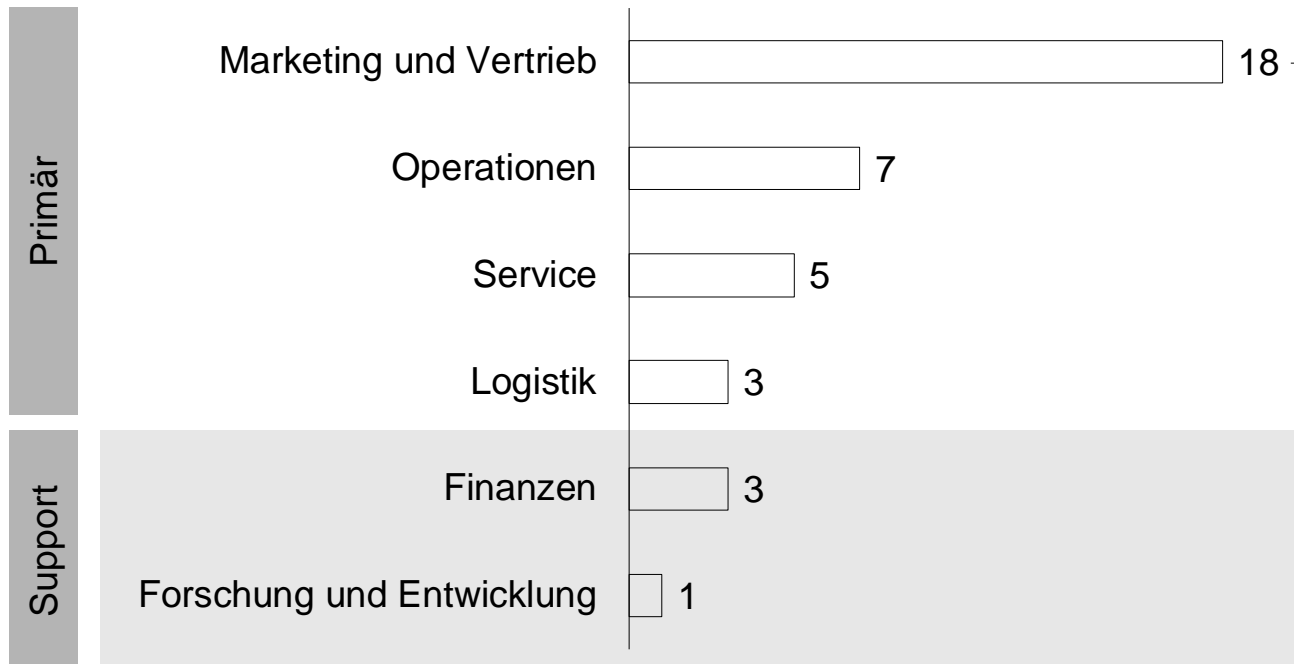 Primär
Marketing und Vertrieb 18
Operationen 7
Service 5
Logistik 3
Support
Finanzen 3
Forschung und Entwicklung 1